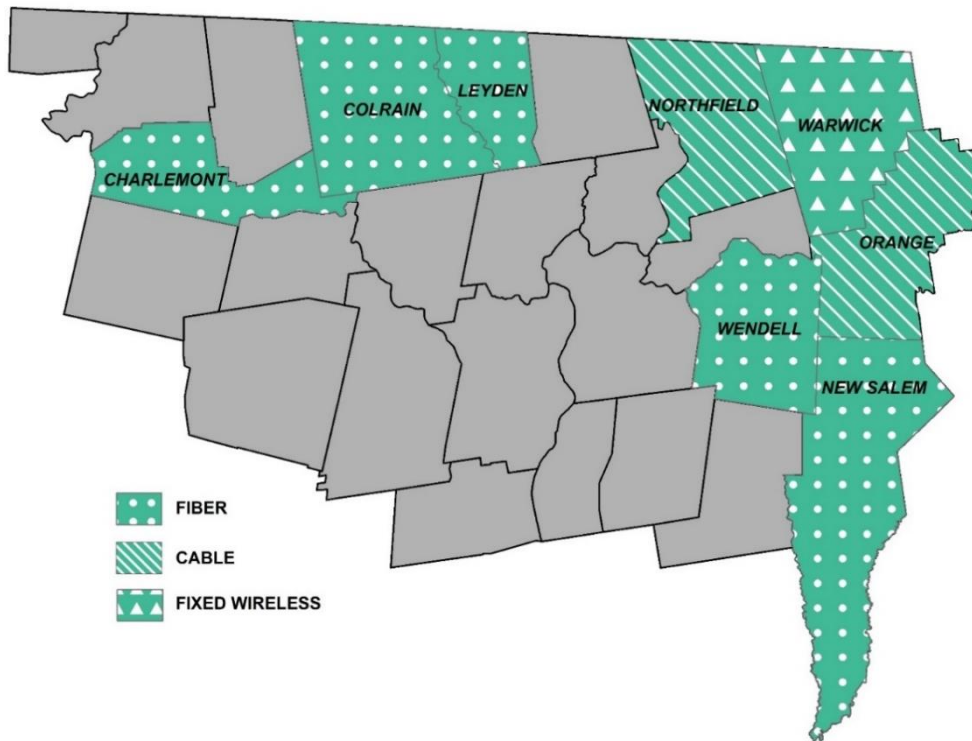 COLRAIN
LEYDEN
NORTHFIELD
WARWICK
CHARLEMONT
ORANGE
WENDELL
NEW SALEM
FIBER
CABLE
FIXED WIRELESS